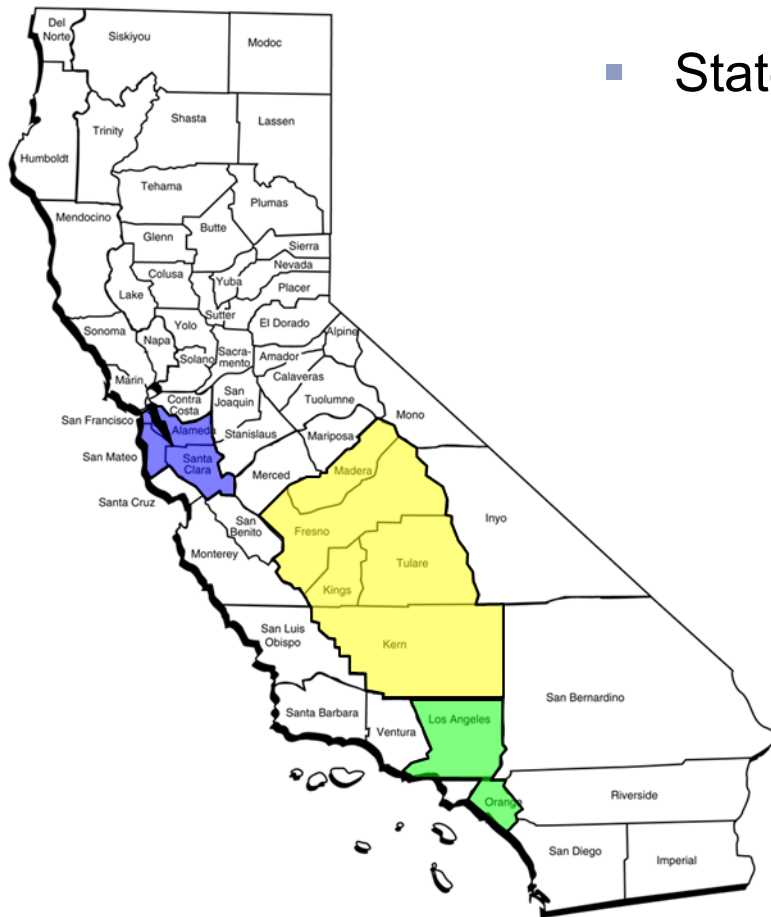 Del
Norte
Siskiyou
Modoc
▪ Stat
Trinity
Shasta
Lassen
Humboldt
Tehama
Plumas
Mendocino
Glenn
Butte
Sierra
Colusa
Nevada
Yuba
Placer
Lake
Sutter
El Dorado
Alpine
Sonoma
Napa
Yolo
Solano
Sacra-
mento
Amador
Calaveras
Marin
Contra
Costa
San
Joaquin
Tuolumne
Mono
San Francisco
Alameda
Stanislaus
Mariposa
San Mateo
Santa
Clara
Merced
Madera
Santa Cruz
San
Benito
Fresno
Inyo
Monterey
Kings
Tulare
San Luis
Obispo
Kern
San Bernardino
Santa Barbara
Ventura
Los Angeles
Orange
Riverside
San Diego
Imperial